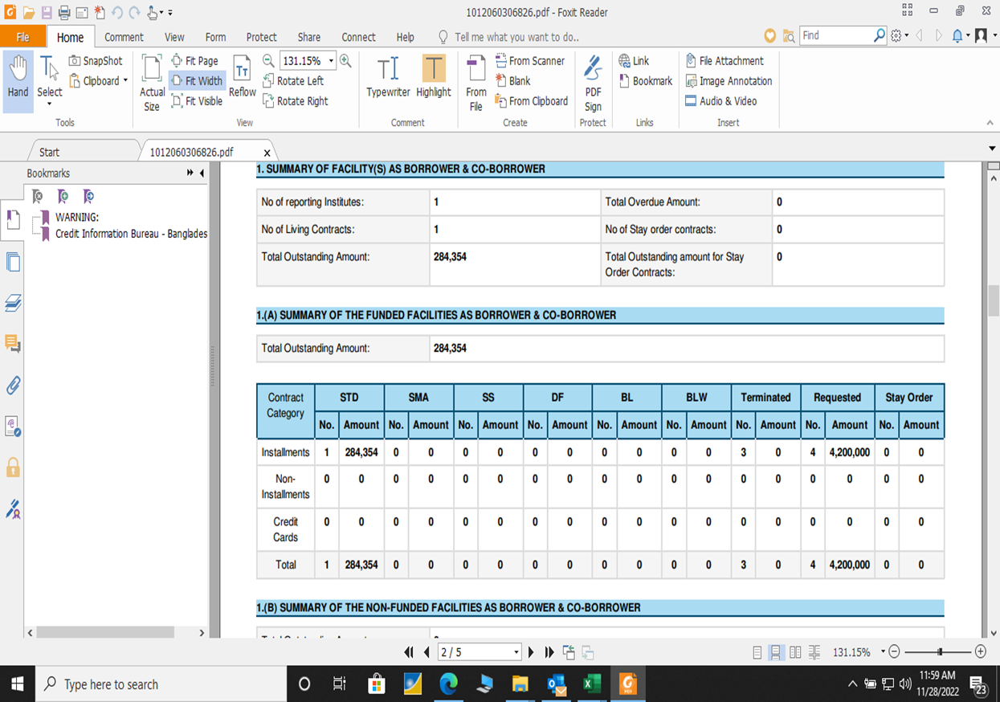 1012060306826.pdf - Foxit Reader
File Home Comment View Form Protect Share Connect Help Tell me what you want to do.. Find
Hand
Select
SnapShot
Clipboard
Actual Size
Fit Page
Fit Width
Fit Visible
Reflow
131.15%
Rotate Left
Rotate Right
Typewriter
Highlight
From File
From Scanner
Blank
From Clipboard
PDF Sign
Link
Bookmark
File Attachment
Image Annotation
Audio & Video
Tools View Comment Create Protect Links Insert
Start 1012060306826.pdf x
Bookmarks
WARNING:
Credit Information Bureau - Banglades
1. SUMMARY OF FACILITY(S) AS BORROWER & CO-BORROWER
No of reporting Institutes: 1 Total Overdue Amount: 0
No of Living Contracts: 1 No of Stay order contracts: 0
Total Outstanding Amount: 284,354 Total Outstanding amount for Stay 0
Order Contracts:
1.(A) SUMMARY OF THE FUNDED FACILITIES AS BORROWER & CO-BORROWER
Total Outstanding Amount: 284,354
Contract Category STD SMA SS DF BL BLW Terminated Requested Stay Order
No. Amount No. Amount No. Amount No. Amount No. Amount No. Amount No. Amount No. Amount No. Amount
Installments 1 284,354 0 0 0 0 0 0 0 0 0 0 3 0 4 4,200,000 0 0
Non-Installments 0 0 0 0 0 0 0 0 0 0 0 0 0 0 0 0 0 0
Credit Cards 0 0 0 0 0 0 0 0 0 0 0 0 0 0 0 0 0 0
Total 1 284,354 0 0 0 0 0 0 0 0 0 0 3 0 4 4,200,000 0 0
1.(B) SUMMARY OF THE NON-FUNDED FACILITIES AS BORROWER & CO-BORROWER
2 / 5
131.15%
Type here to search
11:59 AM
11/28/2022
23